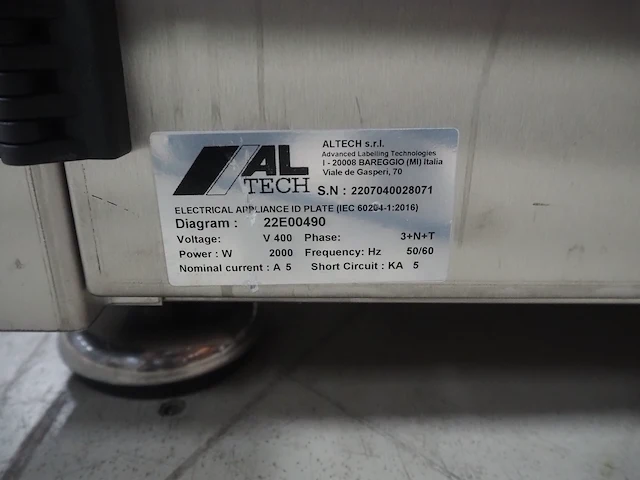 AL
TECH
ALTECH s.r.l.
Advanced Labelling Technologies
I - 20008 BAREGGIO (MI) Italia
Viale de Gasperi, 70
S.N : 2207040028071
ELECTRICAL APPLIANCE ID PLATE (IEC 60204-1:2016)
Diagram : 22E00490
Voltage: V 400 Phase: 3+N+T
Power : W 2000 Frequency: Hz 50/60
Nominal current : A 5 Short Circuit : KA 5